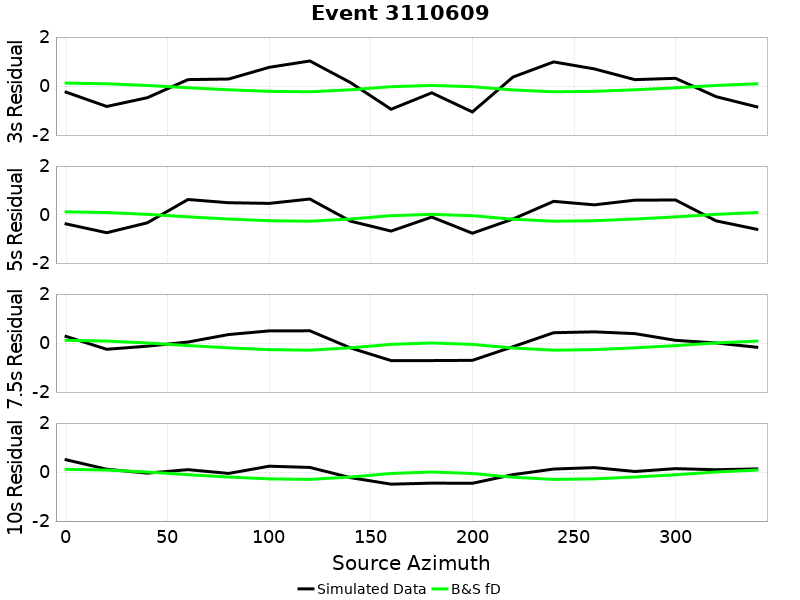 Event 3110609
3s Residual
2
0
-2
5s Residual
2
0
-2
7.5s Residual
2
0
-2
10s Residual
2
0
-2
0 50 100 150 200 250 300
Source Azimuth
Simulated Data B&S fD